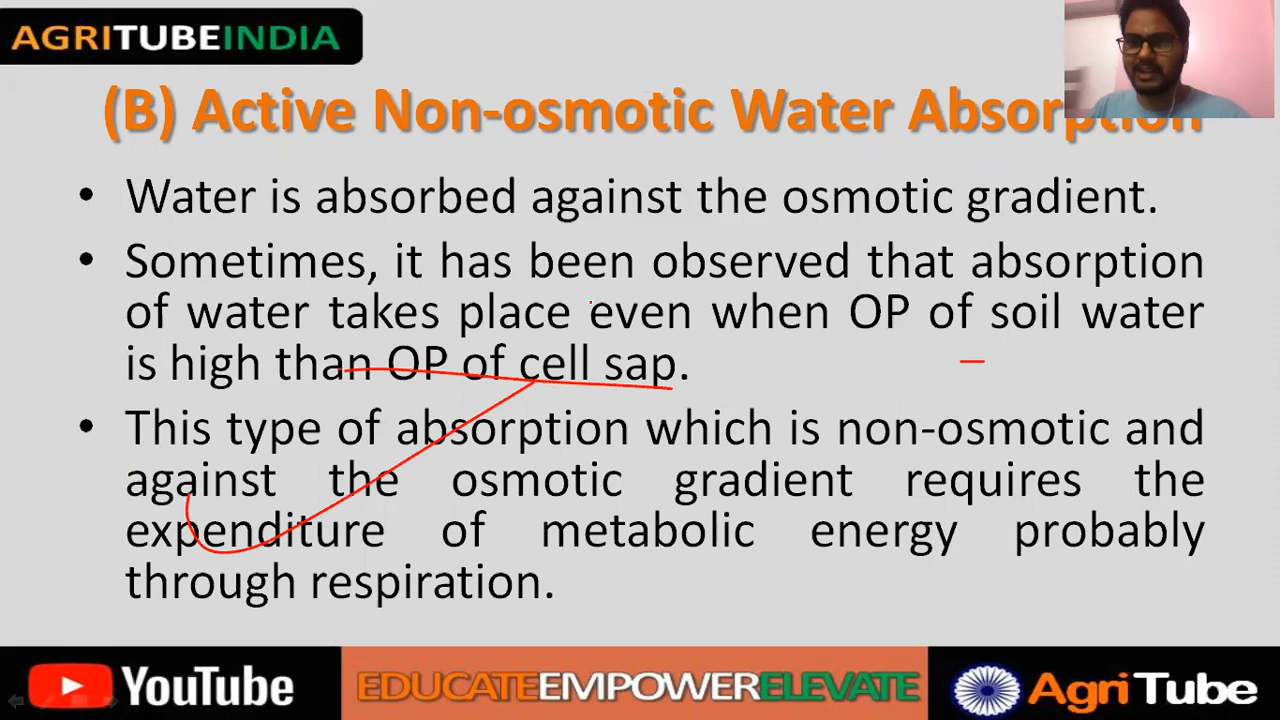 AGRITUBEINDIA
(B) Active Non-osmotic Water Absorption
• Water is absorbed against the osmotic gradient.
• Sometimes, it has been observed that absorption
of water takes place even when OP of soil water
is high than OP of cell sap.
• This type of absorption which is non-osmotic and
against the osmotic gradient requires the
expenditure of metabolic energy probably
through respiration.
YouTube EDUCATEEMPOWERELEVATE AgriTube